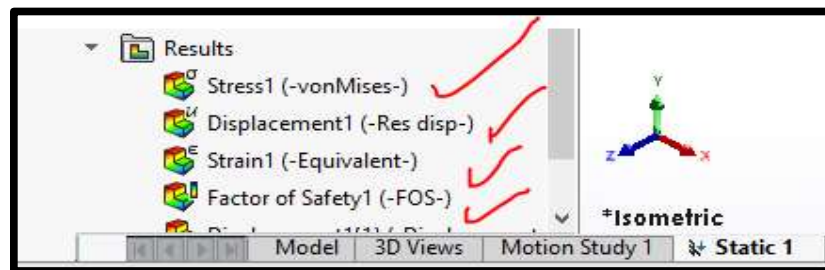 Results
Stress1 (-vonMises-)
σ
Displacement1 (-Res disp-)
u
Strain1 (-Equivalent-)
ε
Factor of Safety1 (-FOS-)
Y
Z
X
*Isometric
Model
3D Views
Motion Study 1
Static 1